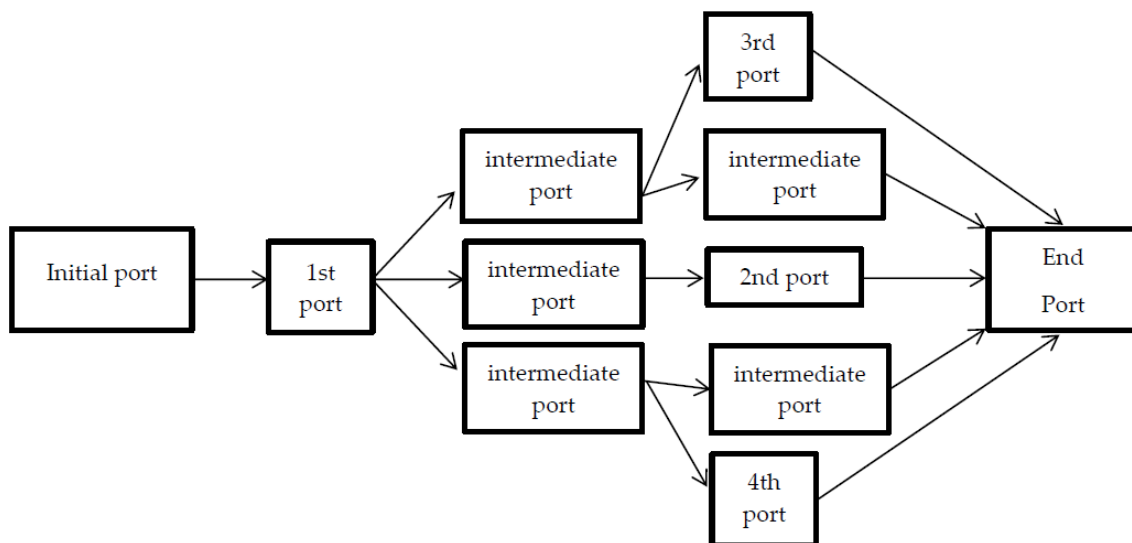 Initial port
1st
port
intermediate
port
intermediate
port
intermediate
port
3rd
port
intermediate
port
2nd port
intermediate
port
4th
port
End
Port